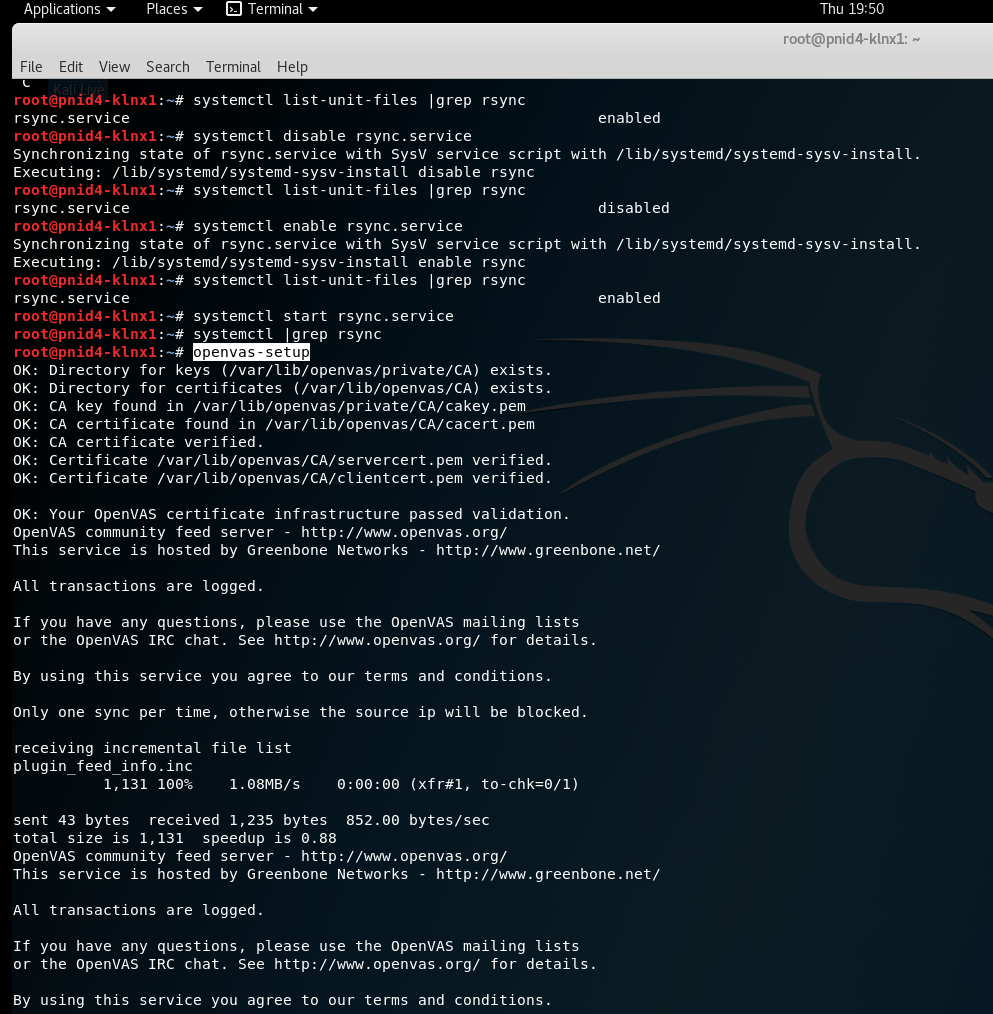 Applications Places Terminal Thu 19:50
root@pnid4-klnx1: ~
File Edit View Search Terminal Help
Kali Live
root@pnid4-klnx1:~# systemctl list-unit-files |grep rsync
rsync.service enabled
root@pnid4-klnx1:~# systemctl disable rsync.service
Synchronizing state of rsync.service with SysV service script with /lib/systemd/systemd-sysv-install.
Executing: /lib/systemd/systemd-sysv-install disable rsync
root@pnid4-klnx1:~# systemctl list-unit-files |grep rsync
rsync.service disabled
root@pnid4-klnx1:~# systemctl enable rsync.service
Synchronizing state of rsync.service with SysV service script with /lib/systemd/systemd-sysv-install.
Executing: /lib/systemd/systemd-sysv-install enable rsync
root@pnid4-klnx1:~# systemctl list-unit-files |grep rsync
rsync.service enabled
root@pnid4-klnx1:~# systemctl start rsync.service
root@pnid4-klnx1:~# systemctl |grep rsync
root@pnid4-klnx1:~# openvas-setup
OK: Directory for keys (/var/lib/openvas/private/CA) exists.
OK: Directory for certificates (/var/lib/openvas/CA) exists.
OK: CA key found in /var/lib/openvas/private/CA/cakey.pem
OK: CA certificate found in /var/lib/openvas/CA/cacert.pem
OK: CA certificate verified.
OK: Certificate /var/lib/openvas/CA/servercert.pem verified.
OK: Certificate /var/lib/openvas/CA/clientcert.pem verified.
OK: Your OpenVAS certificate infrastructure passed validation.
OpenVAS community feed server - http://www.openvas.org/
This service is hosted by Greenbone Networks - http://www.greenbone.net/
All transactions are logged.
If you have any questions, please use the OpenVAS mailing lists
or the OpenVAS IRC chat. See http://www.openvas.org/ for details.
By using this service you agree to our terms and conditions.
Only one sync per time, otherwise the source ip will be blocked.
receiving incremental file list
plugin_feed_info.inc
1,131 100% 1.08MB/s 0:00:00 (xfr#1, to-chk=0/1)
sent 43 bytes received 1,235 bytes 852.00 bytes/sec
total size is 1,131 speedup is 0.88
OpenVAS community feed server - http://www.openvas.org/
This service is hosted by Greenbone Networks - http://www.greenbone.net/
All transactions are logged.
If you have any questions, please use the OpenVAS mailing lists
or the OpenVAS IRC chat. See http://www.openvas.org/ for details.
By using this service you agree to our terms and conditions.